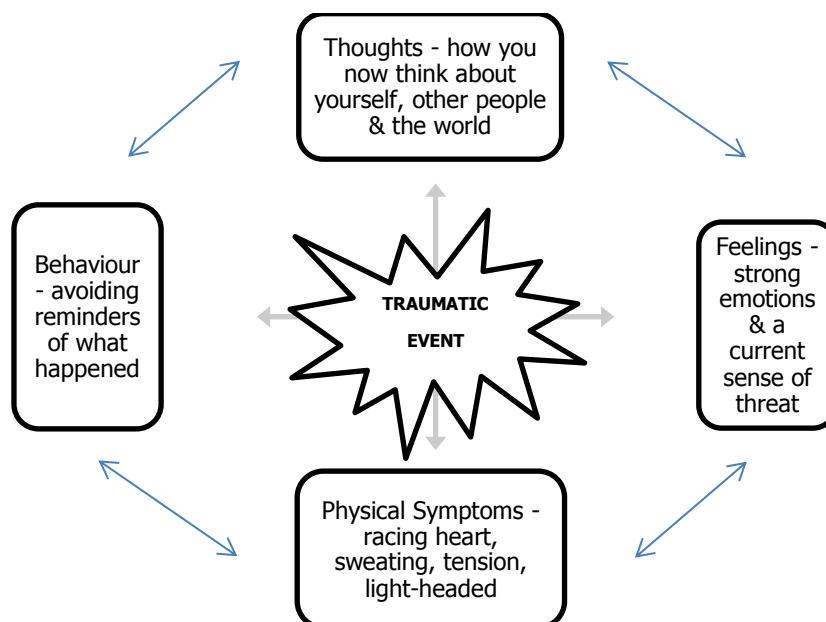 Thoughts - how you
now think about
yourself, other people
& the world
Behaviour
- avoiding
reminders
of what
happened
TRAUMATIC
EVENT
Feelings -
strong
emotions
& a
current
sense of
threat
Physical Symptoms -
racing heart,
sweating, tension,
light-headed